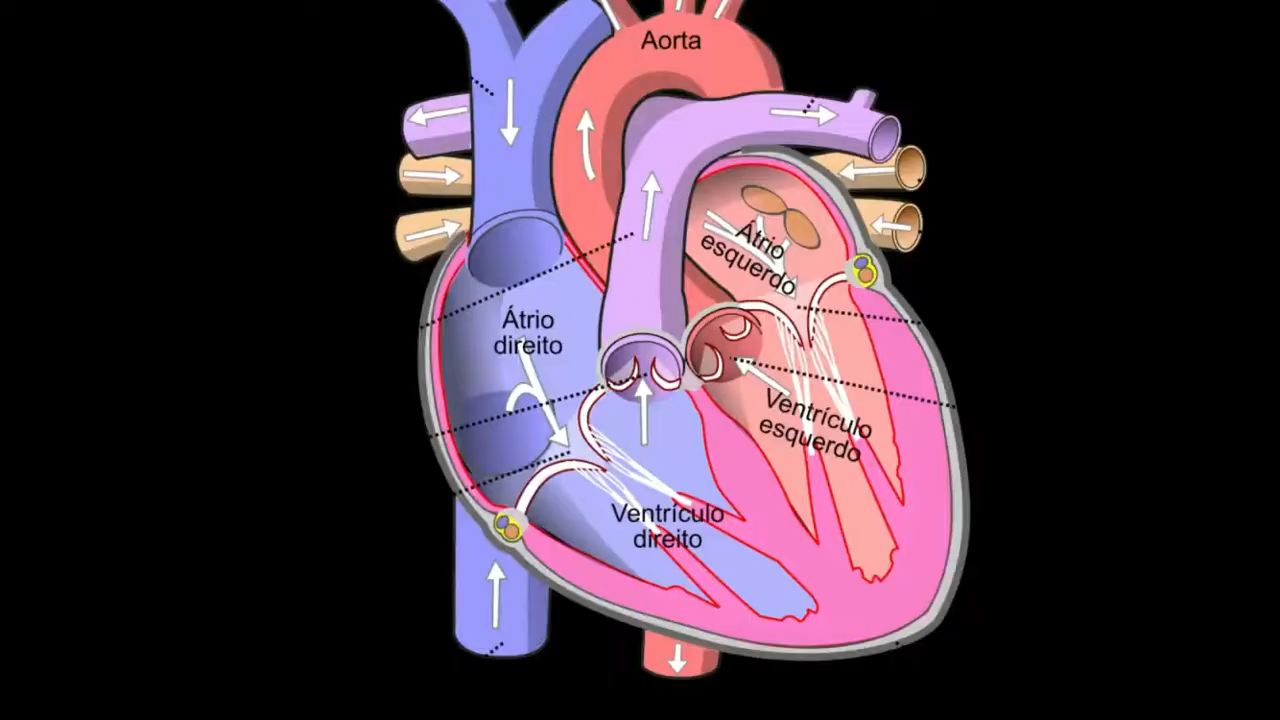 Aorta
Átrio
esquerdo
Átrio
direito
Ventrículo
esquerdo
Ventrículo
direito